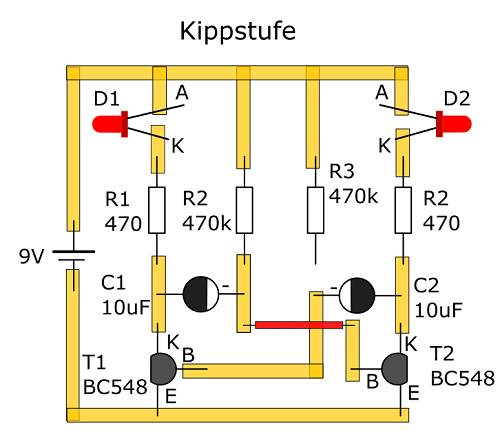 Kippstufe
D1
A
A
D2
K
K
R1
470
R2
470k
R3
470k
R2
470
9V
C1
10uF
-
-
C2
10uF
K
B
T1
BC548
E
K
B
T2
BC548
E